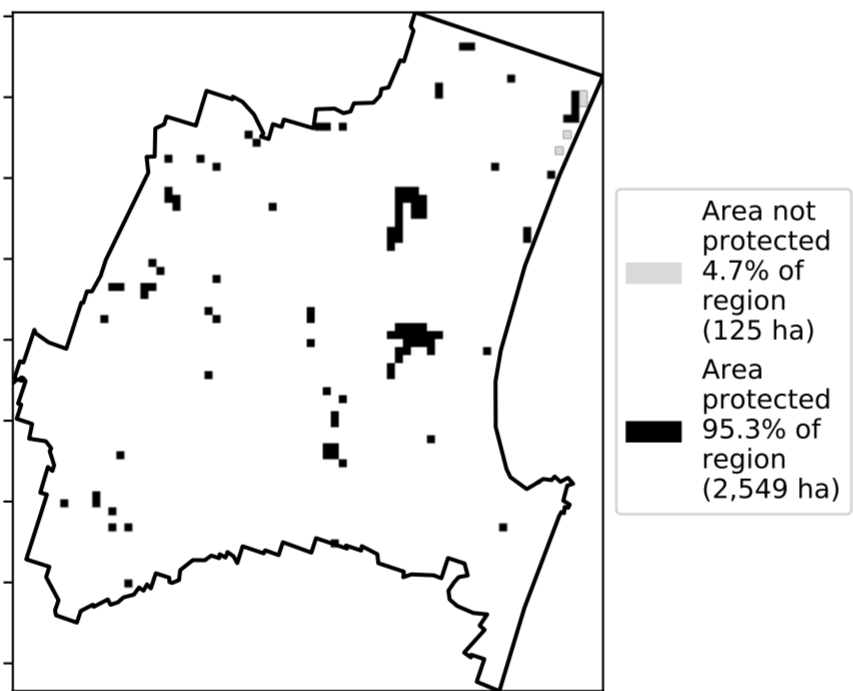 Area not
protected
4.7% of
region
(125 ha)
Area
protected
95.3% of
region
(2,549 ha)